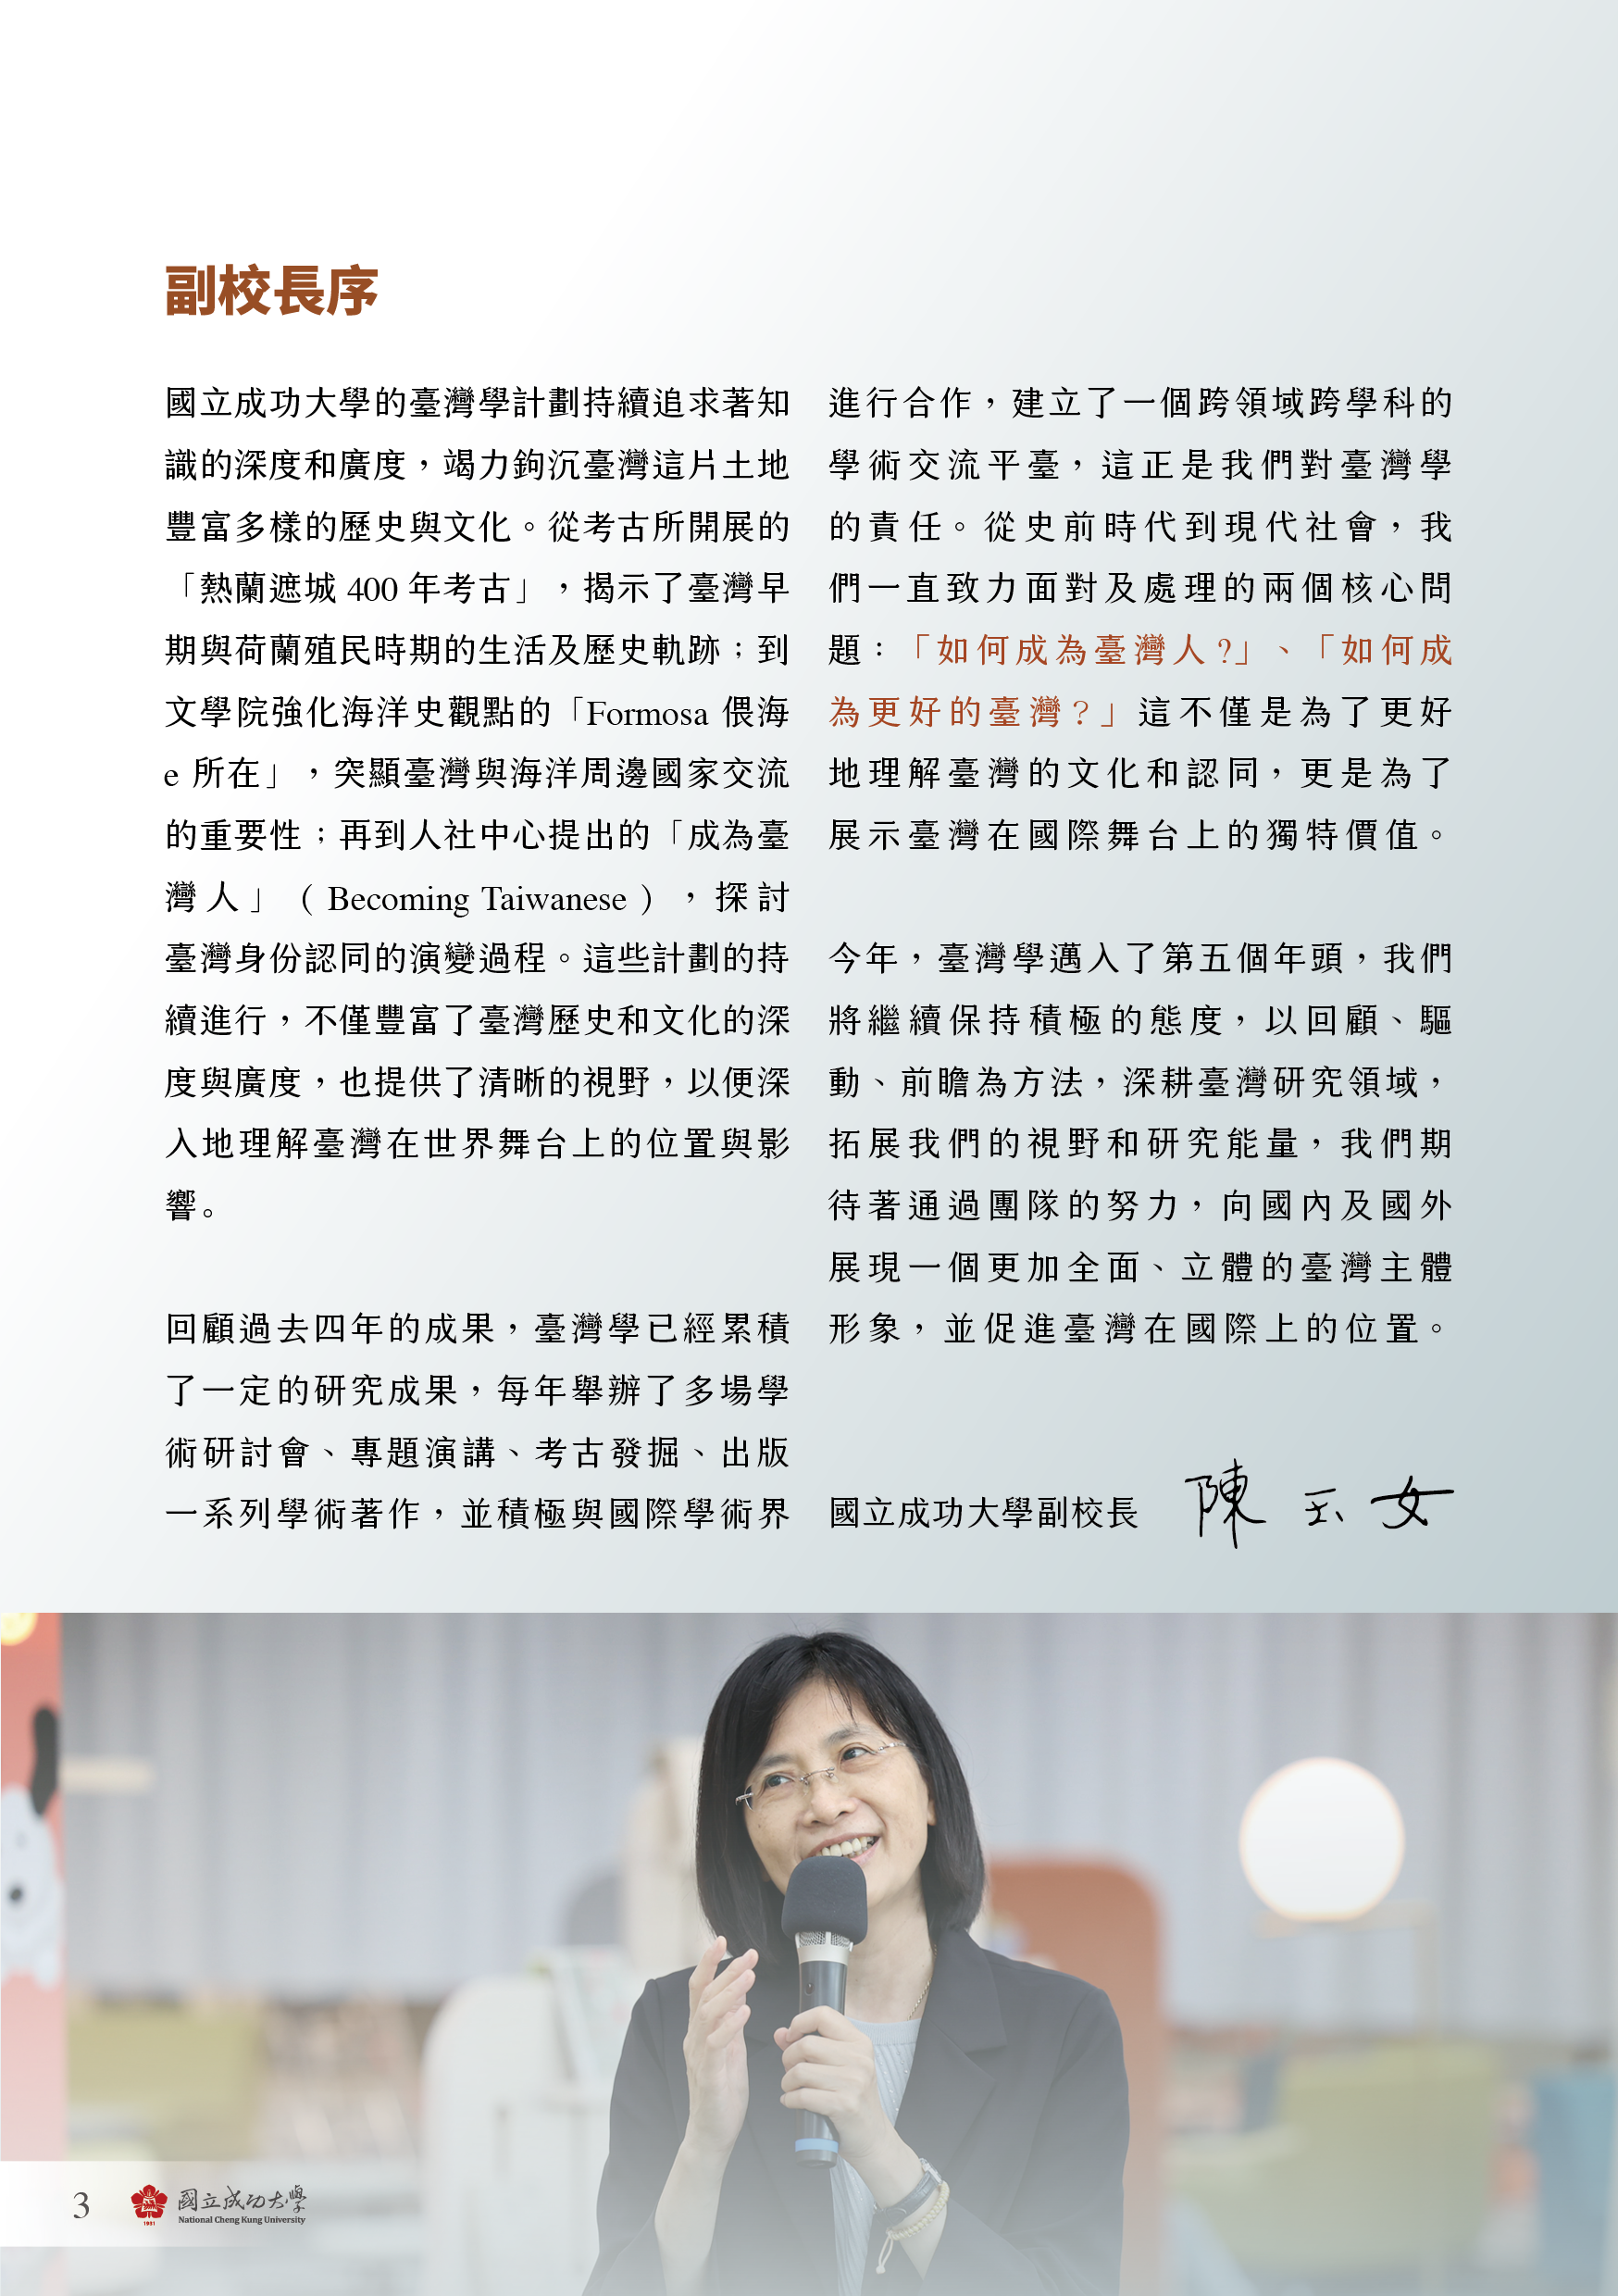 副校長序
國立成功大學的臺灣學計劃持續追求著知
識的深度和廣度，竭力鉤沉臺灣這片土地
豐富多樣的歷史與文化。從考古所開展的
「熱蘭遮城 400 年考古」，揭示了臺灣早
期與荷蘭殖民時期的生活及歷史軌跡；到
文學院強化海洋史觀點的「Formosa 偎海
e 所在」，突顯臺灣與海洋周邊國家交流
的重要性；再到人社中心提出的「成為臺
灣人」（Becoming Taiwanese），探討
臺灣身份認同的演變過程。這些計劃的持
續進行，不僅豐富了臺灣歷史和文化的深
度與廣度，也提供了清晰的視野，以便深
入地理解臺灣在世界舞台上的位置與影
響。
回顧過去四年的成果，臺灣學已經累積
了一定的研究成果，每年舉辦了多場學
術研討會、專題演講、考古發掘、出版
一系列學術著作，並積極與國際學術界
進行合作，建立了一個跨領域跨學科的
學術交流平臺，這正是我們對臺灣學
的責任。從史前時代到現代社會，我
們一直致力面對及處理的兩個核心問
題：「如何成為臺灣人?」、「如何成
為更好的臺灣？」這不僅是為了更好
地理解臺灣的文化和認同，更是為了
展示臺灣在國際舞台上的獨特價值。
今年，臺灣學邁入了第五個年頭，我們
將繼續保持積極的態度，以回顧、驅
動、前瞻為方法，深耕臺灣研究領域，
拓展我們的視野和研究能量，我們期
待著通過團隊的努力，向國內及國外
展現一個更加全面、立體的臺灣主體
形象，並促進臺灣在國際上的位置。
國立成功大學副校長 陳玉女
3
1931
國立成功大學
National Cheng Kung University